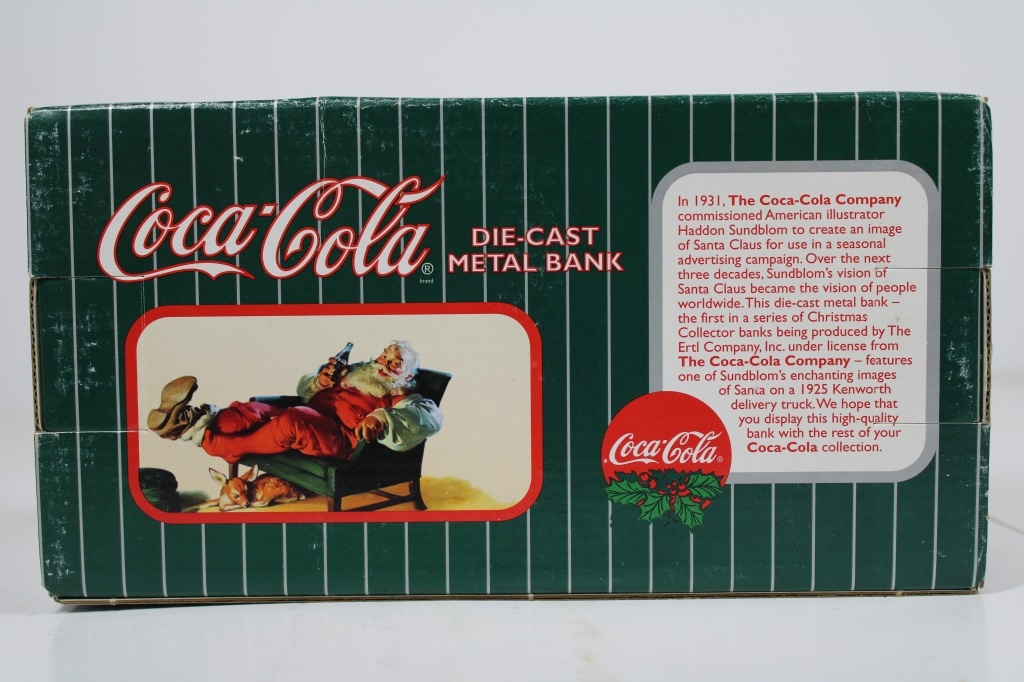 Coca-Cola®
brand
DIE-CAST
METAL BANK
In 1931, The Coca-Cola Company
commissioned American illustrator
Haddon Sundblom to create an image
of Santa Claus for use in a seasonal
advertising campaign. Over the next
three decades, Sundblom's vision of
Santa Claus became the vision of people
worldwide. This die-cast metal bank –
the first in a series of Christmas
Collector banks being produced by The
Ertl Company, Inc. under license from
The Coca-Cola Company – features
one of Sundblom's enchanting images
of Santa on a 1925 Kenworth
delivery truck. We hope that
you display this high-quality
bank with the rest of your
Coca-Cola collection.
Coca-Cola®